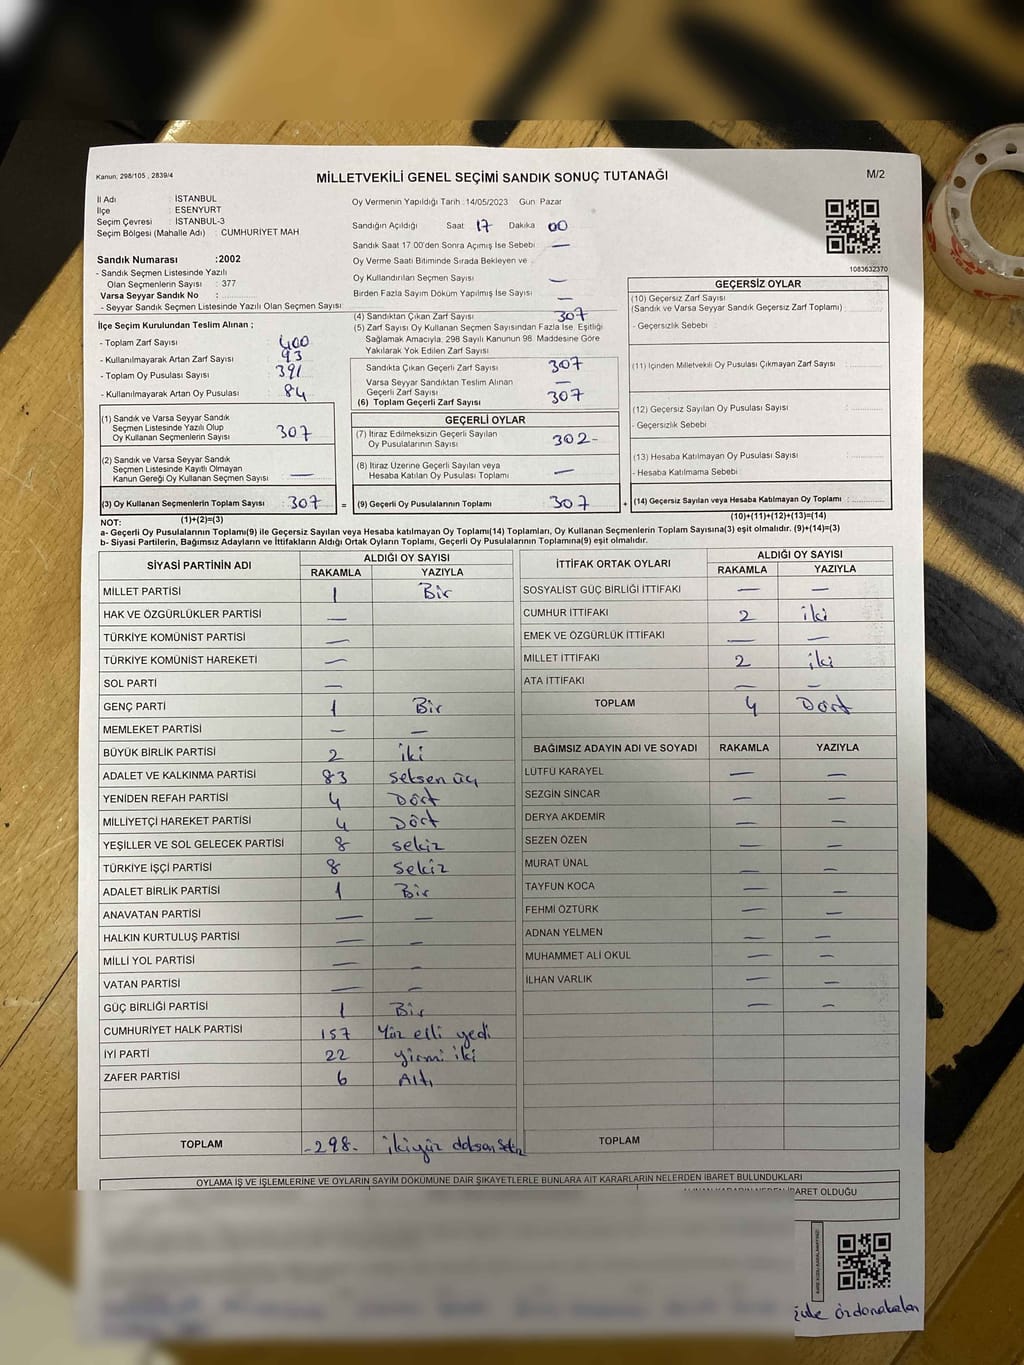 Kanun, 298/105 , 2839/4
MİLLETVEKİLİ GENEL SEÇİMİ SANDIK SONUÇ TUTANAĞI
M/2
İl Adı : İSTANBUL
İlçe : ESENYURT
Seçim Çevresi : İSTANBUL-3
Seçim Bölgesi (Mahalle Adı) : CUMHURİYET MAH
Sandık Numarası :2002
- Sandık Seçmen Listesinde Yazılı
Olan Seçmenlerin Sayısı : 377
Varsa Seyyar Sandık No :
- Seyyar Sandık Seçmen Listesinde Yazılı Olan Seçmen Sayısı:
Oy Vermenin Yapıldığı Tarih :14/05/2023 Gün Pazar
Sandığın Açıldığı Saat 17 Dakika 00
Sandık Saat 17.00'den Sonra Açımış İse Sebebi —
Oy Verme Saati Bitiminde Sırada Bekleyen ve
Oy Kullandırılan Seçmen Sayısı —
Birden Fazla Sayım Döküm Yapılmış İse Sayısı —
1083632370
İlçe Seçim Kurulundan Teslim Alınan ;
- Toplam Zarf Sayısı : 400
- Kullanılmayarak Artan Zarf Sayısı : 93
- Toplam Oy Pusulası Sayısı : 391
- Kullanılmayarak Artan Oy Pusulası : 84
(4) Sandıktan Çıkan Zarf Sayısı 307
(5) Zarf Sayısı Oy Kullanan Seçmen Sayısından Fazla İse, Eşitliği
Sağlamak Amacıyla, 298 Sayılı Kanunun 98. Maddesine Göre
Yakılarak Yok Edilen Zarf Sayısı
Sandıkta Çıkan Geçerli Zarf Sayısı 307
Varsa Seyyar Sandıktan Teslim Alınan
Geçerli Zarf Sayısı —
(6) Toplam Geçerli Zarf Sayısı 307
GEÇERSİZ OYLAR
(10) Geçersiz Zarf Sayısı
(Sandık ve Varsa Seyyar Sandık Geçersiz Zarf Toplamı) :
- Geçersizlik Sebebi :
(11) İçinden Milletvekili Oy Pusulası Çıkmayan Zarf Sayısı :
(12) Geçersiz Sayılan Oy Pusulası Sayısı :
- Geçersizlik Sebebi
(13) Hesaba Katılmayan Oy Pusulası Sayısı :
- Hesaba Katılmama Sebebi
(14) Geçersiz Sayılan veya Hesaba Katılmayan Oy Toplamı :
(10)+(11)+(12)+(13)=(14)
(1) Sandık ve Varsa Seyyar Sandık
Seçmen Listesinde Yazılı Olup
Oy Kullanan Seçmenlerin Sayısı : 307
(2) Sandık ve Varsa Seyyar Sandık
Seçmen Listesinde Kayıtlı Olmayan
Kanun Gereği Oy Kullanan Seçmen Sayısı : —
(3) Oy Kullanan Seçmenlerin Toplam Sayısı : 307
(1)+(2)=(3)
GEÇERLİ OYLAR
(7) İtiraz Edilmeksizin Geçerli Sayılan
Oy Pusulalarının Sayısı 302-
(8) İtiraz Üzerine Geçerli Sayılan veya
Hesaba Katılan Oy Pusulası Toplamı —
= (9) Geçerli Oy Pusulalarının Toplamı 307 +
NOT:
a- Geçerli Oy Pusulalarının Toplamı(9) ile Geçersiz Sayılan veya Hesaba katılmayan Oy Toplamı(14) Toplamları, Oy Kullanan Seçmenlerin Toplam Sayısına(3) eşit olmalıdır. (9)+(14)=(3)
b- Siyasi Partilerin, Bağımsız Adayların ve İttifakların Aldığı Ortak Oyların Toplamı, Geçerli Oy Pusulalarının Toplamına(9) eşit olmalıdır.
SİYASİ PARTİNİN ADI ALDIĞI OY SAYISI
RAKAMLA YAZIYLA
MİLLET PARTİSİ 1 Bir
HAK VE ÖZGÜRLÜKLER PARTİSİ —
TÜRKİYE KOMÜNİST PARTİSİ —
TÜRKİYE KOMÜNİST HAREKETİ —
SOL PARTİ —
GENÇ PARTİ 1 Bir
MEMLEKET PARTİSİ — —
BÜYÜK BİRLİK PARTİSİ 2 iki
ADALET VE KALKINMA PARTİSİ 83 seksen üç
YENİDEN REFAH PARTİSİ 4 Dört
MİLLİYETÇİ HAREKET PARTİSİ 4 Dört
YEŞİLLER VE SOL GELECEK PARTİSİ 8 sekiz
TÜRKİYE İŞÇİ PARTİSİ 8 Sekiz
ADALET BİRLİK PARTİSİ 1 Bir
ANAVATAN PARTİSİ — —
HALKIN KURTULUŞ PARTİSİ — —
MİLLİ YOL PARTİSİ — —
VATAN PARTİSİ — —
GÜÇ BİRLİĞİ PARTİSİ 1 Bir
CUMHURİYET HALK PARTİSİ 157 Yüz elli yedi
İYİ PARTİ 22 yirmi iki
ZAFER PARTİSİ 6 Altı
TOPLAM -298- ikiyüz doksan sekiz
İTTİFAK ORTAK OYLARI ALDIĞI OY SAYISI
RAKAMLA YAZIYLA
SOSYALİST GÜÇ BİRLİĞİ İTTİFAKI — —
CUMHUR İTTİFAKI 2 iki
EMEK VE ÖZGÜRLÜK İTTİFAKI — —
MİLLET İTTİFAKI 2 iki
ATA İTTİFAKI — —
TOPLAM 4 Dört
BAĞIMSIZ ADAYIN ADI VE SOYADI RAKAMLA YAZIYLA
LÜTFÜ KARAYEL — —
SEZGİN SİNCAR — —
DERYA AKDEMİR — —
SEZEN ÖZEN — —
MURAT ÜNAL — —
TAYFUN KOCA — —
FEHMİ ÖZTÜRK — —
ADNAN YELMEN — —
MUHAMMET ALİ OKUL — —
İLHAN VARLIK — —
— —
TOPLAM
OYLAMA İŞ VE İŞLEMLERİNE VE OYLARIN SAYIM DÖKÜMÜNE DAİR ŞİKAYETLERLE BUNLARA AİT KARARLARIN NELERDEN İBARET BULUNDUKLARI
İBARET OLDUĞU